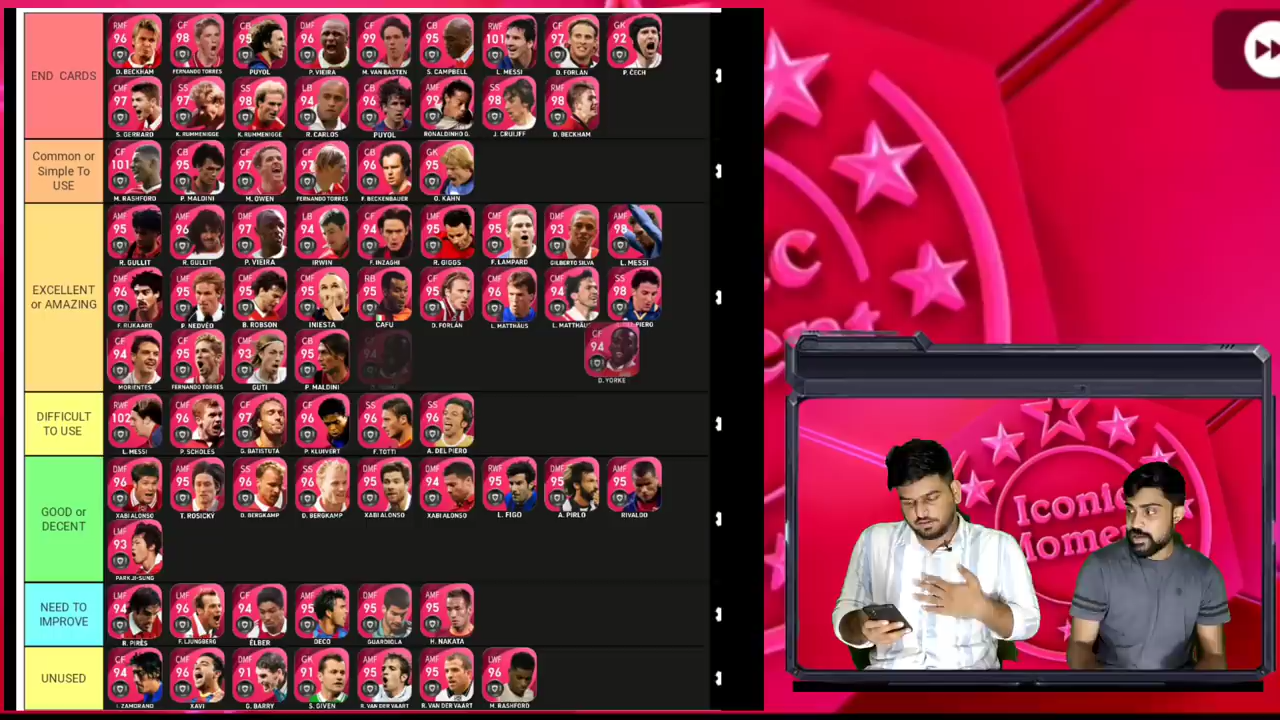 END CARDS
RMF 96 D. BECKHAM
CF 98 FERNANDO TORRES
CB 95 PUYOL
DMF 96 P. VIEIRA
CF 99 M. VAN BASTEN
CB 95 S. CAMPBELL
RWF 101 L. MESSI
CF 97 D. FORLÁN
GK 92 P. ČECH
CMF 97 S. GERRARD
SS 97 K. RUMMENIGGE
SS 98 K. RUMMENIGGE
LB 94 R. CARLOS
CB 96 PUYOL
AMF 99 RONALDINHO G.
SS 98 J. CRUIJFF
RMF 98 D. BECKHAM
Common or
Simple To
USE
CF 101 M. RASHFORD
CB 95 P. MALDINI
CF 97 M. OWEN
CF 97 FERNANDO TORRES
CB 96 F. BECKENBAUER
GK 95 O. KAHN
EXCELLENT
or AMAZING
AMF 95 R. GULLIT
AMF 96 R. GULLIT
DMF 97 P. VIEIRA
LB 94 IRWIN
CF 94 F. INZAGHI
LMF 95 R. GIGGS
CMF 95 F. LAMPARD
DMF 93 GILBERTO SILVA
AMF 98 L. MESSI
DMF 96 F. RIJKAARD
LMF 95 P. NEDVĚD
CMF 95 B. ROBSON
CMF 95 INIESTA
RB 95 CAFU
CF 95 D. FORLÁN
CMF 96 L. MATTHÄUS
CMF 94 L. MATTHÄUS
SS 98
CF 94 MORIENTES
CF 95 FERNANDO TORRES
CMF 93 GUTI
CB 95 P. MALDINI
CF 94 D. YORKE
DIFFICULT
TO USE
RWF 102 L. MESSI
CMF 96 P. SCHOLES
CF 97 G. BATISTUTA
CF 96 P. KLUIVERT
SS 96 F. TOTTI
SS 96 A. DEL PIERO
GOOD or
DECENT
DMF 96 XABI ALONSO
AMF 95 T. ROSICKÝ
SS 96 D. BERGKAMP
SS 96 D. BERGKAMP
DMF 95 XABI ALONSO
DMF 94 XABI ALONSO
RWF 95 L. FIGO
DMF 95 A. PIRLO
AMF 95 RIVALDO
LMF 93 PARK JI-SUNG
NEED TO
IMPROVE
LMF 94 R. PIRÈS
LMF 96 F. LJUNGBERG
CF 94 ÉLBER
AMF 95 DECO
DMF 95 GUARDIOLA
AMF 95 H. NAKATA
UNUSED
CF 94 I. ZAMORANO
CMF 96 XAVI
DMF 91 G. BARRY
GK 91 S. GIVEN
AMF 95 R. VAN DER VAART
AMF 95 R. VAN DER VAART
LWF 96 M. RASHFORD
Iconic
Moment